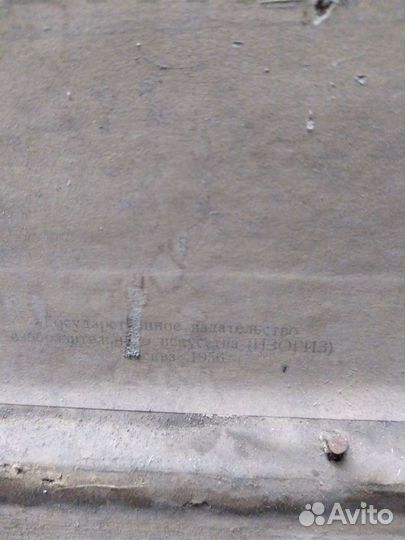 Государственное издательство
изобразительного искусства (ИЗОГИЗ)
Москва 1956
Avito